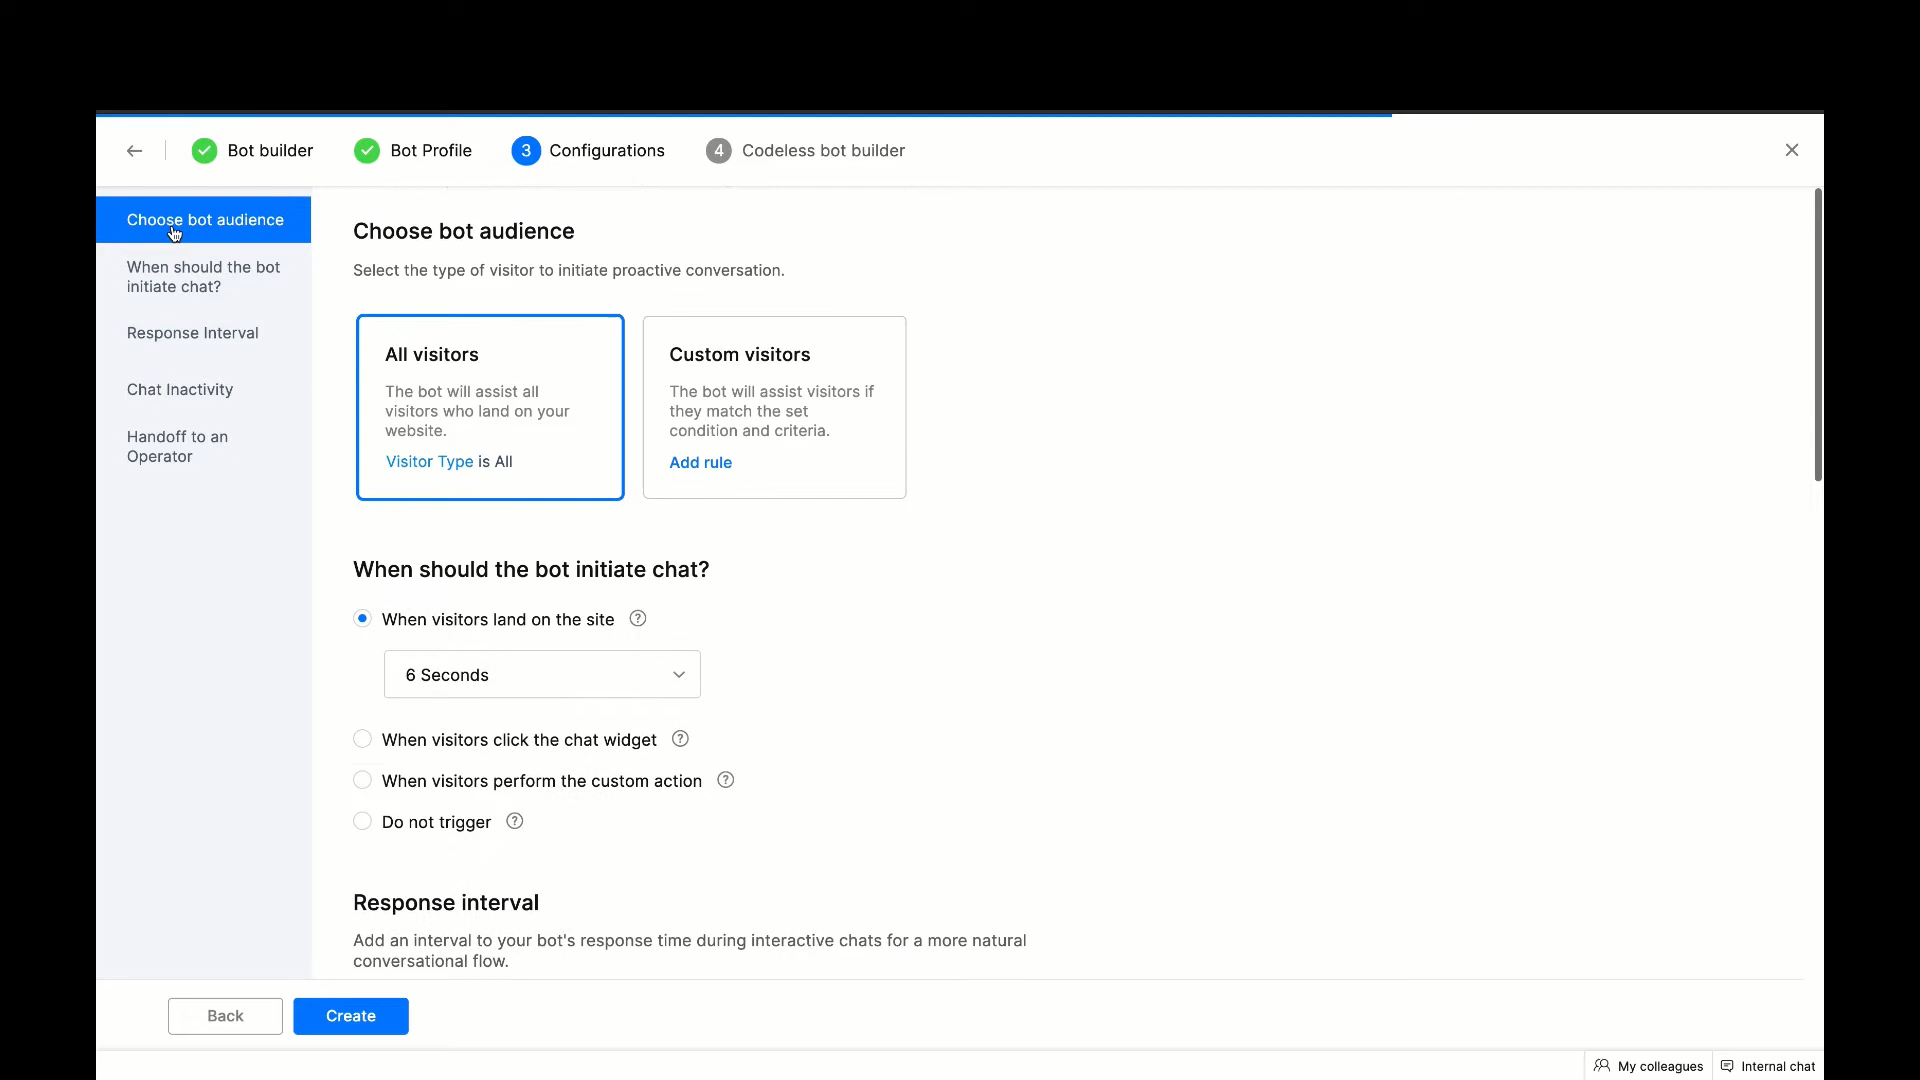 Bot builder
Bot Profile
3 Configurations
4 Codeless bot builder
Choose bot audience
When should the bot
initiate chat?
Response Interval
Chat Inactivity
Handoff to an
Operator
Choose bot audience
Select the type of visitor to initiate proactive conversation.
All visitors
The bot will assist all
visitors who land on your
website.
Visitor Type is All
Custom visitors
The bot will assist visitors if
they match the set
condition and criteria.
Add rule
When should the bot initiate chat?
When visitors land on the site ?
6 Seconds
When visitors click the chat widget ?
When visitors perform the custom action ?
Do not trigger ?
Response interval
Add an interval to your bot's response time during interactive chats for a more natural
conversational flow.
Back
Create
My colleagues
Internal chat